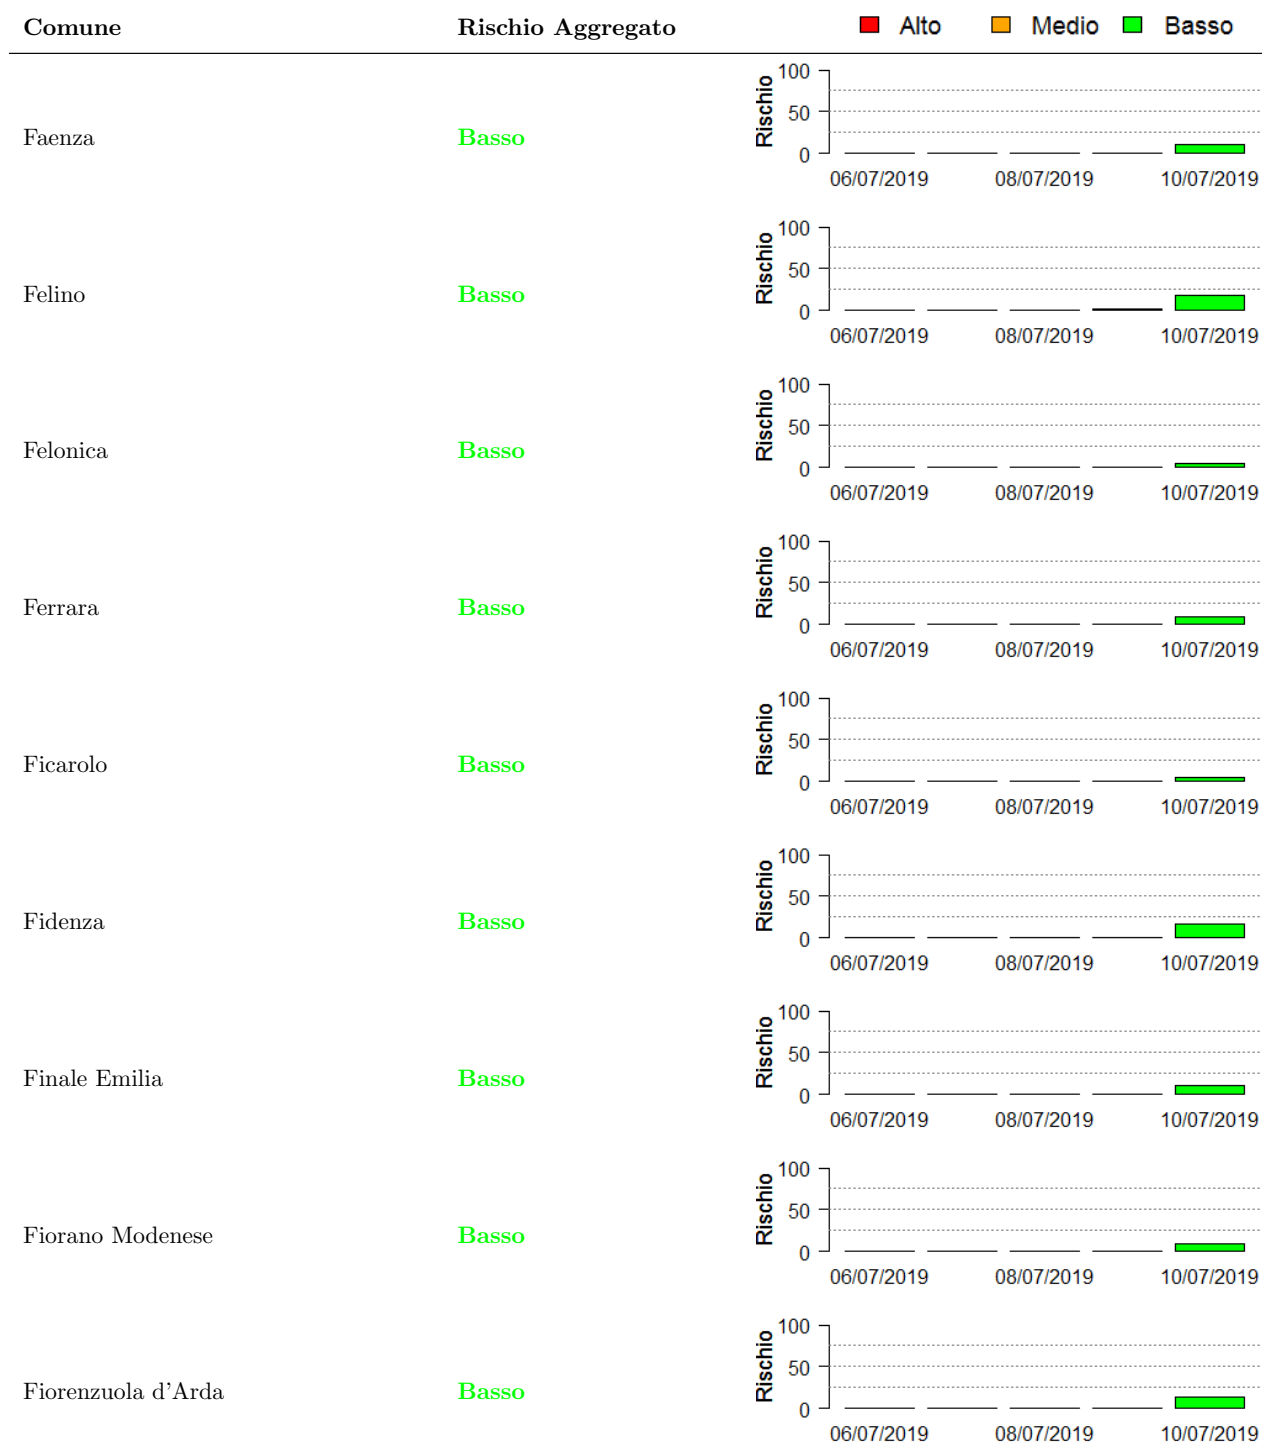 Comune Rischio Aggregato Alto Medio Basso
Faenza Basso
Rischio
100
50
0
06/07/2019 08/07/2019 10/07/2019
Felino Basso
Rischio
100
50
0
06/07/2019 08/07/2019 10/07/2019
Felonica Basso
Rischio
100
50
0
06/07/2019 08/07/2019 10/07/2019
Ferrara Basso
Rischio
100
50
0
06/07/2019 08/07/2019 10/07/2019
Ficarolo Basso
Rischio
100
50
0
06/07/2019 08/07/2019 10/07/2019
Fidenza Basso
Rischio
100
50
0
06/07/2019 08/07/2019 10/07/2019
Finale Emilia Basso
Rischio
100
50
0
06/07/2019 08/07/2019 10/07/2019
Fiorano Modenese Basso
Rischio
100
50
0
06/07/2019 08/07/2019 10/07/2019
Fiorenzuola d'Arda Basso
Rischio
100
50
0
06/07/2019 08/07/2019 10/07/2019